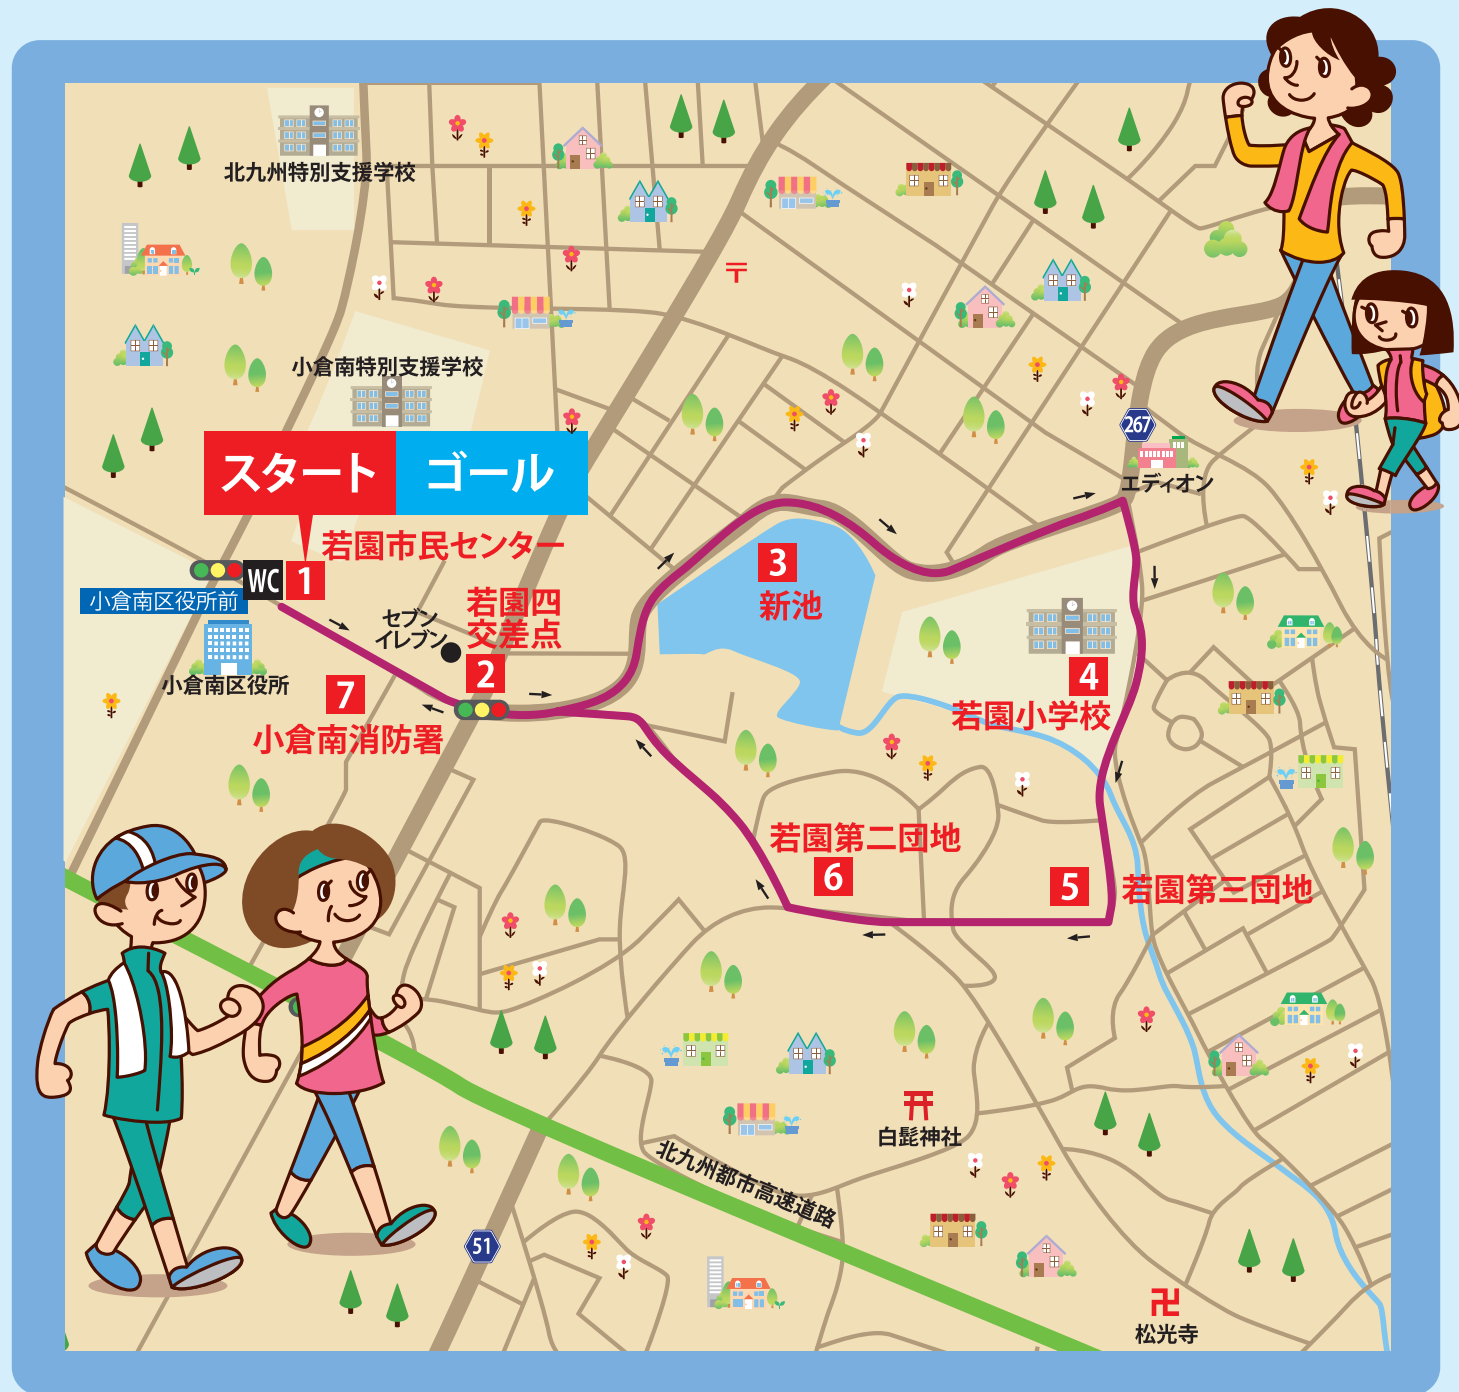 北九州特別支援学校
〒
小倉南特別支援学校
267
エディオン
スタート
ゴール
若園市民センター
WC
1
小倉南区役所前
セブン
イレブン
若園四
交差点
2
3
新池
小倉南区役所
7
小倉南消防署
4
若園小学校
若園第二団地
6
5
若園第三団地
白髭神社
北九州都市高速道路
51
卍
松光寺